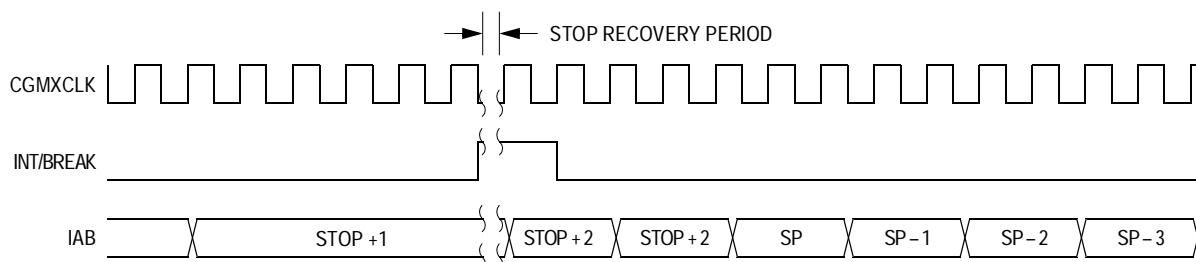 STOP RECOVERY PERIOD
CGMXCLK
INT/BREAK
IAB STOP +1 STOP + 2 STOP + 2 SP SP – 1 SP – 2 SP – 3